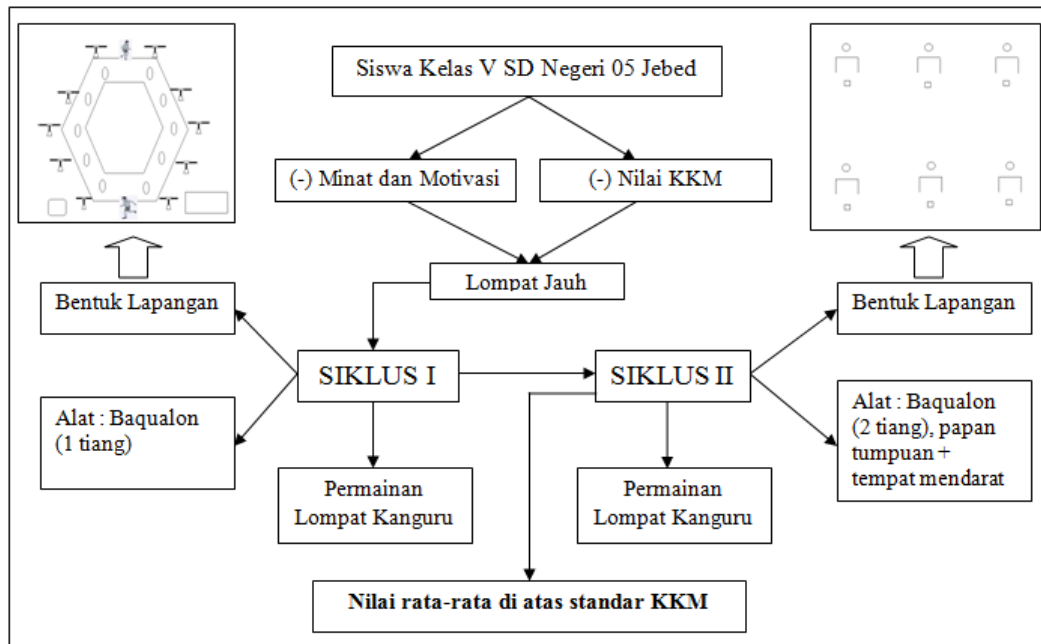 Siswa Kelas V SD Negeri 05 Jebed
(-) Minat dan Motivasi
(-) Nilai KKM
Lompat Jauh
Bentuk Lapangan
Bentuk Lapangan
SIKLUS I
SIKLUS II
Alat : Baqualon
(1 tiang)
Alat : Baqualon
(2 tiang), papan
tumpuan +
tempat mendarat
Permainan
Lompat Kanguru
Permainan
Lompat Kanguru
Nilai rata-rata di atas standar KKM